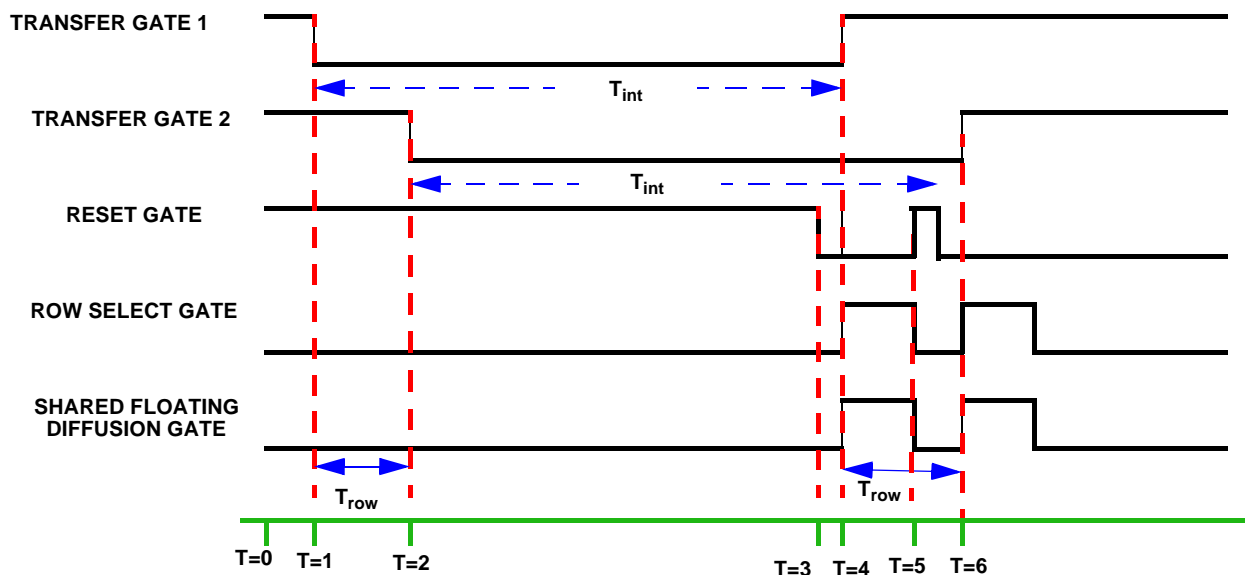 TRANSFER GATE 1
Tint
TRANSFER GATE 2
Tint
RESET GATE
ROW SELECT GATE
SHARED FLOATING
DIFFUSION GATE
Trow
Trow
T=0 T=1 T=2 T=3 T=4 T=5 T=6